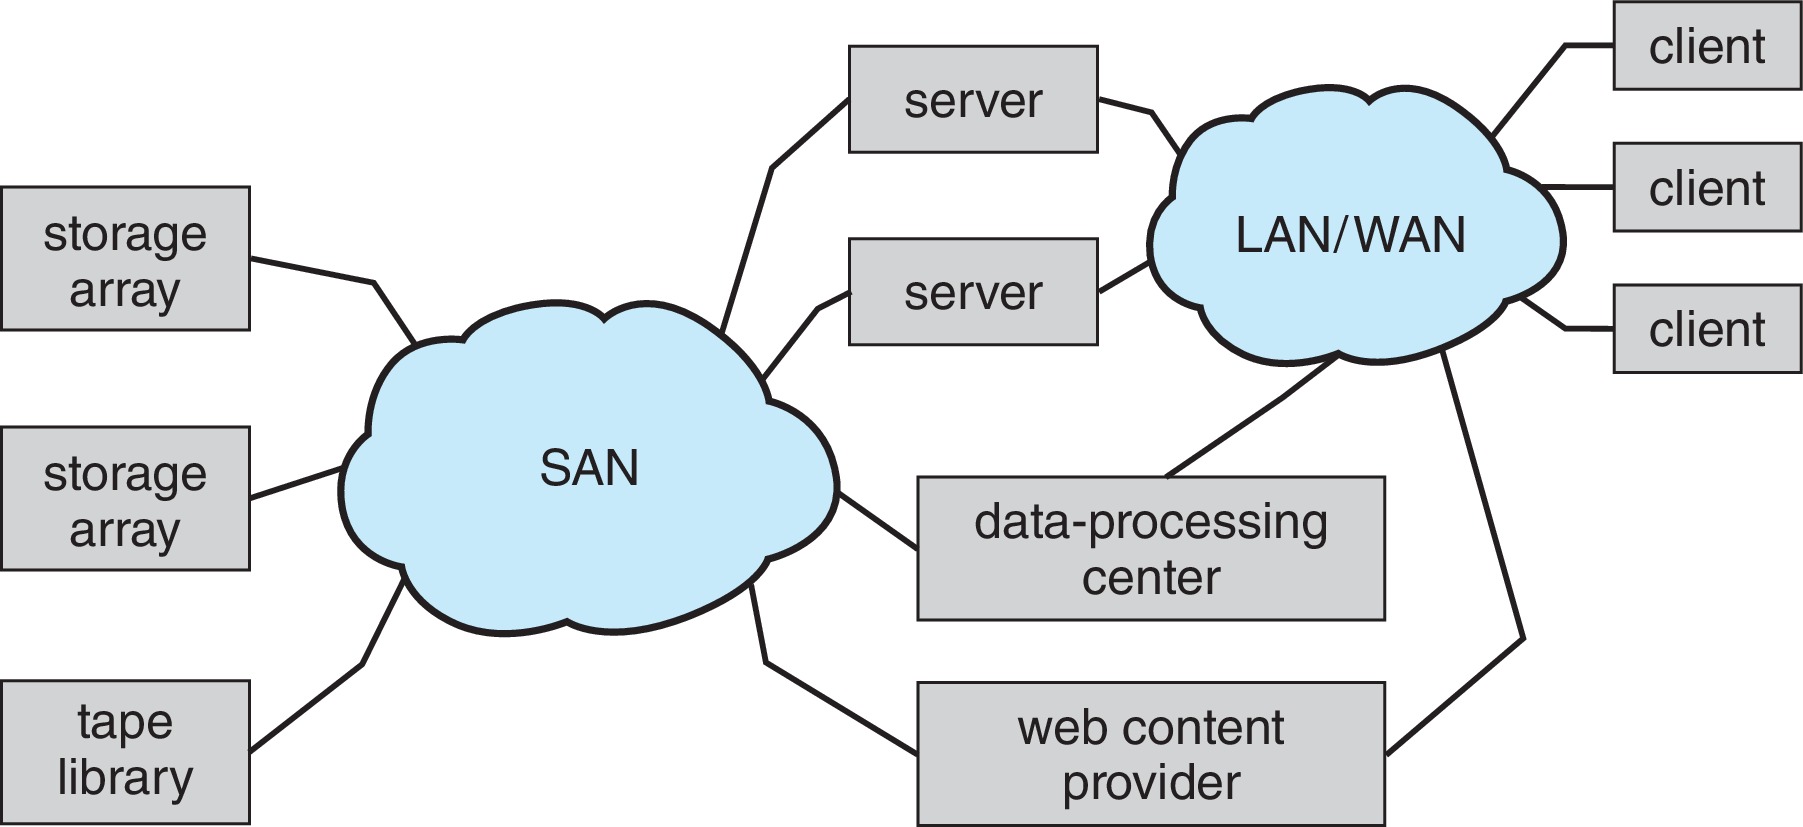 client
server
client
storage
array
LAN/WAN
server
client
SAN
storage
array
data-processing
center
tape
library
web content
provider